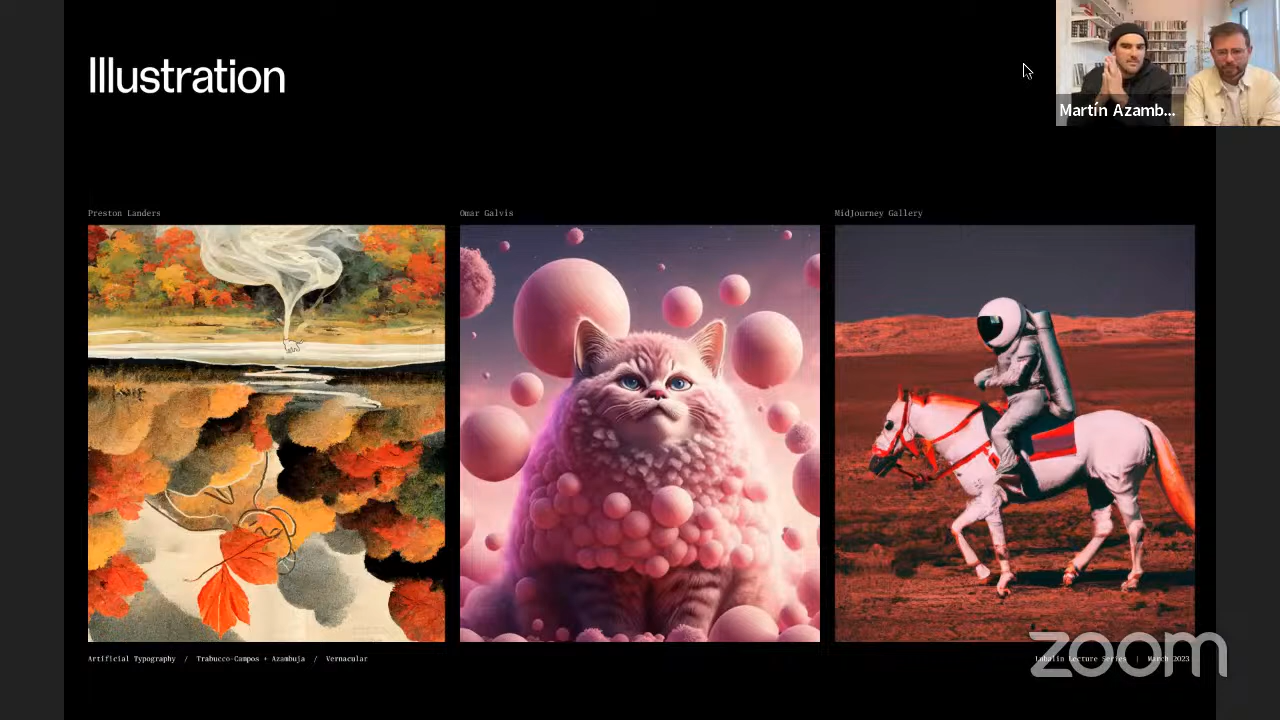 Illustration
Martín Azamb...
Preston Landers
Omar Galvis
MidJourney Gallery
Artificial Typography / Trabucco-Campos + Azambuja / Vernacular
Lubalin Lecture Series | March 2023
zoom